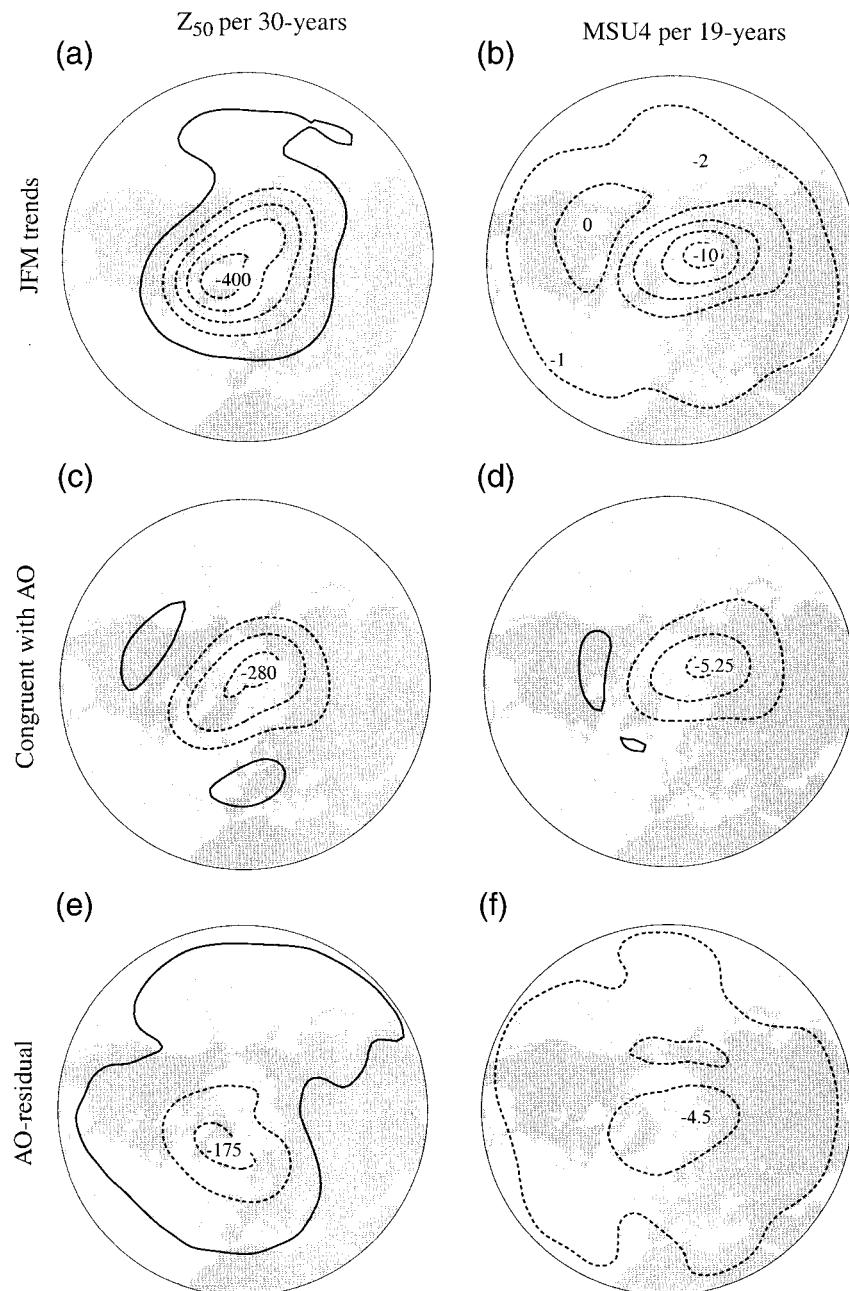 Z50 per 30-years
MSU4 per 19-years
(a)
(b)
JFM trends
-400
-2
0
-10
-1
(c)
(d)
Congruent with AO
-280
-5.25
(e)
(f)
AO-residual
-175
-4.5